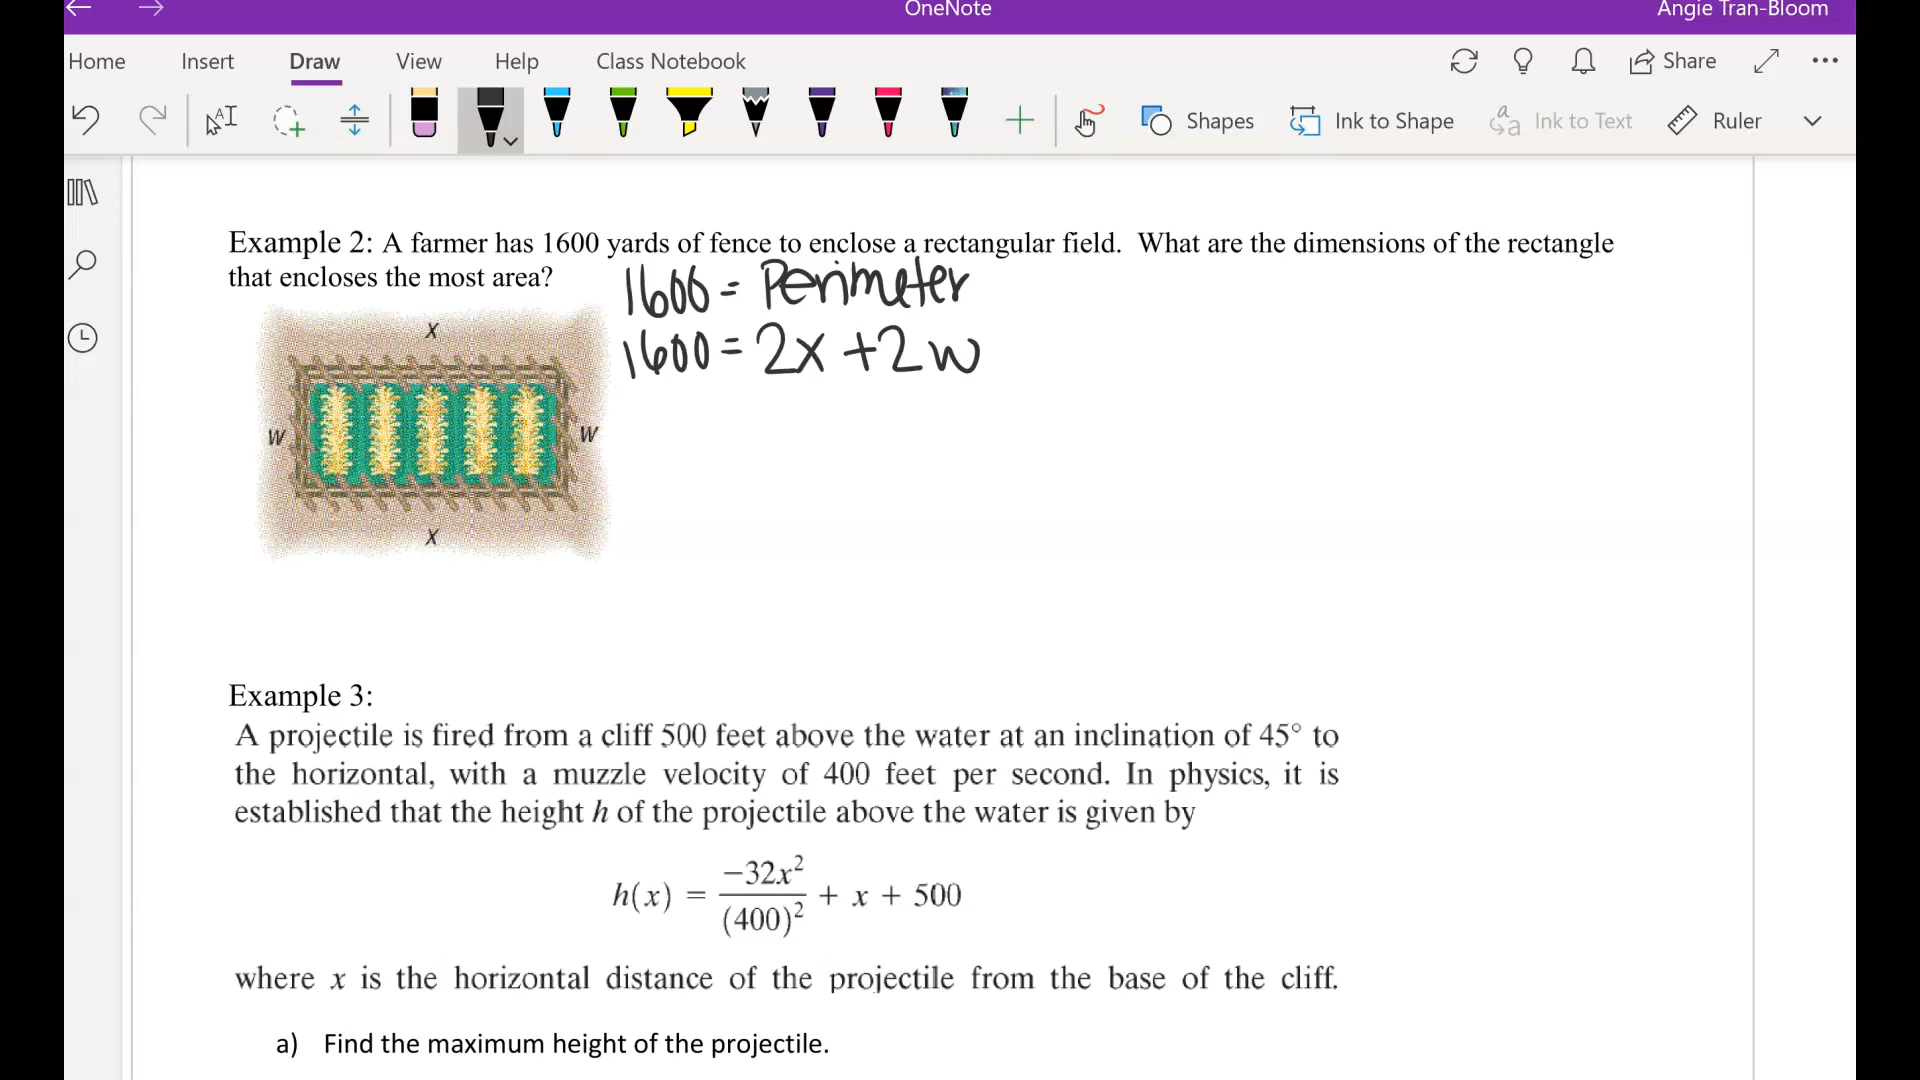 OneNote
Angie Tran-Bloom
Home Insert Draw View Help Class Notebook Share
Shapes Ink to Shape Ink to Text Ruler
Example 2: A farmer has 1600 yards of fence to enclose a rectangular field. What are the dimensions of the rectangle
that encloses the most area?
1600 = Perimeter
1600 = 2x + 2w
x
w
w
x
Example 3:
A projectile is fired from a cliff 500 feet above the water at an inclination of 45° to
the horizontal, with a muzzle velocity of 400 feet per second. In physics, it is
established that the height h of the projectile above the water is given by
h(x) = −32x² / (400)² + x + 500
where x is the horizontal distance of the projectile from the base of the cliff.
a) Find the maximum height of the projectile.